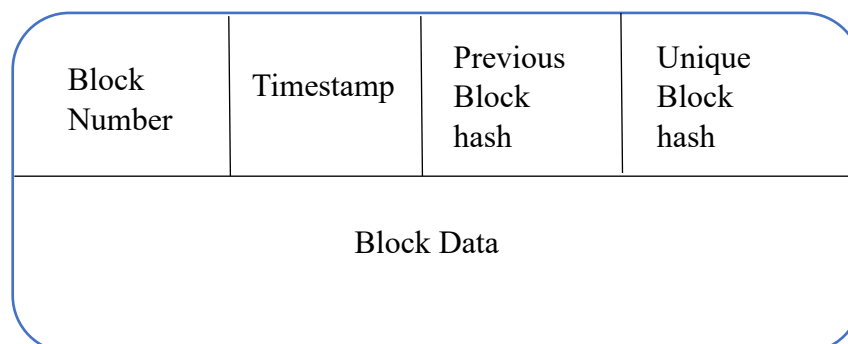 Block
Number
Timestamp
Previous
Block
hash
Unique
Block
hash
Block Data